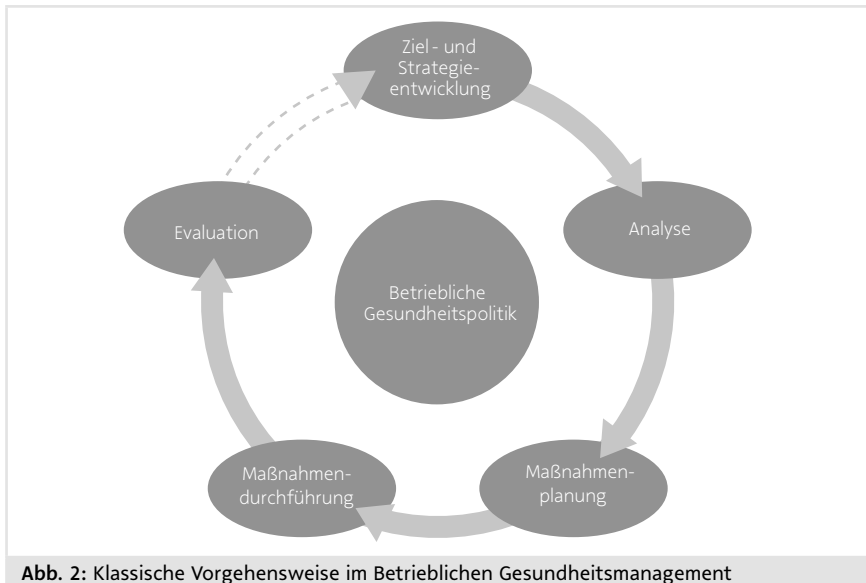 Ziel- und
Strategie-
entwicklung
Analyse
Maßnahmen-
planung
Maßnahmen-
durchführung
Evaluation
Betriebliche
Gesundheitspolitik
Abb. 2: Klassische Vorgehensweise im Betrieblichen Gesundheitsmanagement